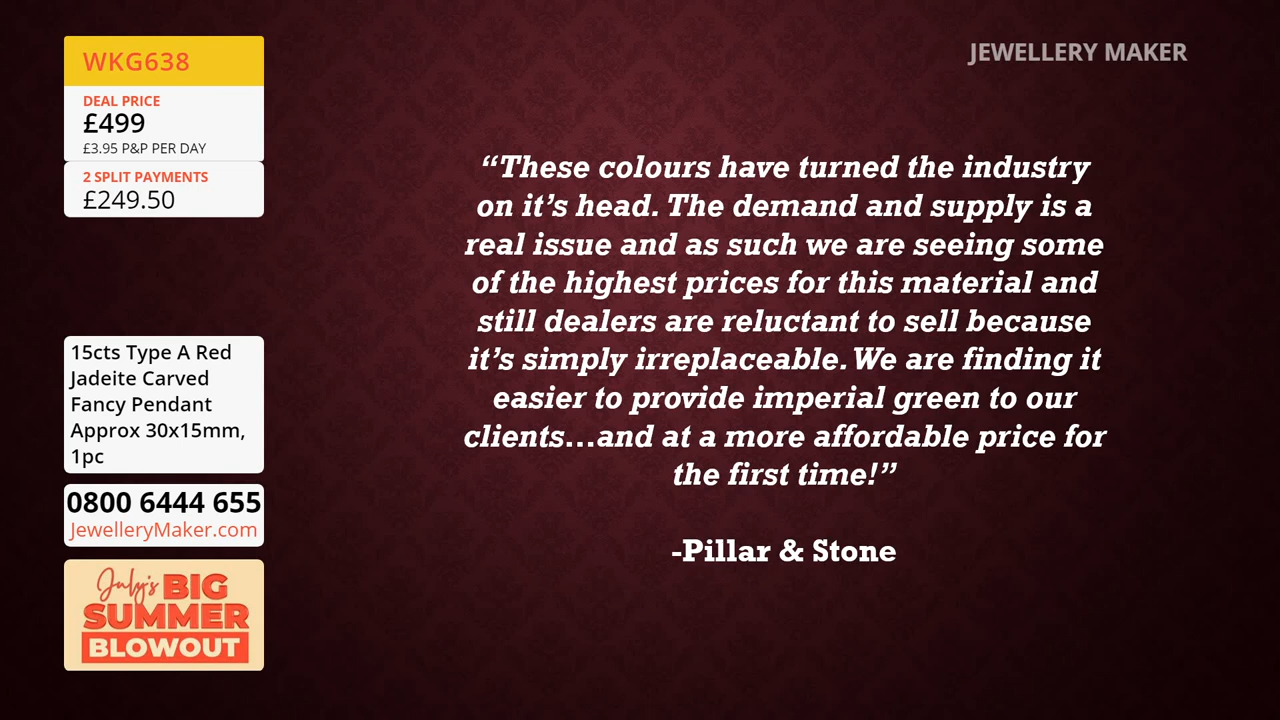 WKG638
DEAL PRICE
£499
£3.95 P&P PER DAY
2 SPLIT PAYMENTS
£249.50
15cts Type A Red
Jadeite Carved
Fancy Pendant
Approx 30x15mm,
1pc
0800 6444 655
JewelleryMaker.com
July's BIG
SUMMER
BLOWOUT
JEWELLERY MAKER
“These colours have turned the industry
on it’s head. The demand and supply is a
real issue and as such we are seeing some
of the highest prices for this material and
still dealers are reluctant to sell because
it’s simply irreplaceable. We are finding it
easier to provide imperial green to our
clients…and at a more affordable price for
the first time!”
-Pillar & Stone